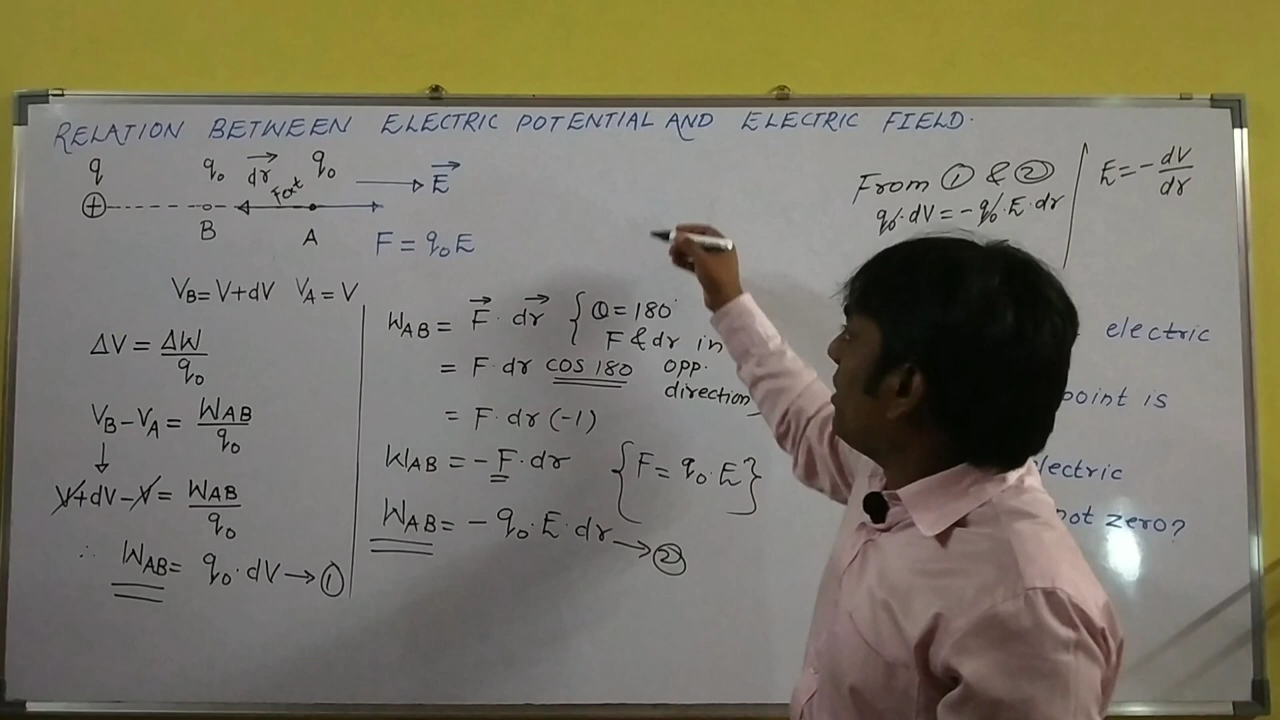 RELATION BETWEEN ELECTRIC POTENTIAL AND ELECTRIC FIELD.
q q₀ d⃗r q₀
Fext
⊕ B A
E⃗
F = q₀E
V_B = V+dV V_A = V
ΔV = ΔW/q₀
V_B − V_A = W_AB/q₀
↓
V+dV−V = W_AB/q₀
∴ W_AB = q₀·dV → ①
W_AB = F⃗ · d⃗r { θ = 180°
F & dr in
opp.
direction
= F · dr cos 180
= F · dr (-1)
W_AB = − F · dr {F = q₀ · E}
W_AB = − q₀ · E · dr → ②
From ① & ②
q₀·dV = −q₀·E·dr
E = − dV/dr
electric
point is
electric
not zero?